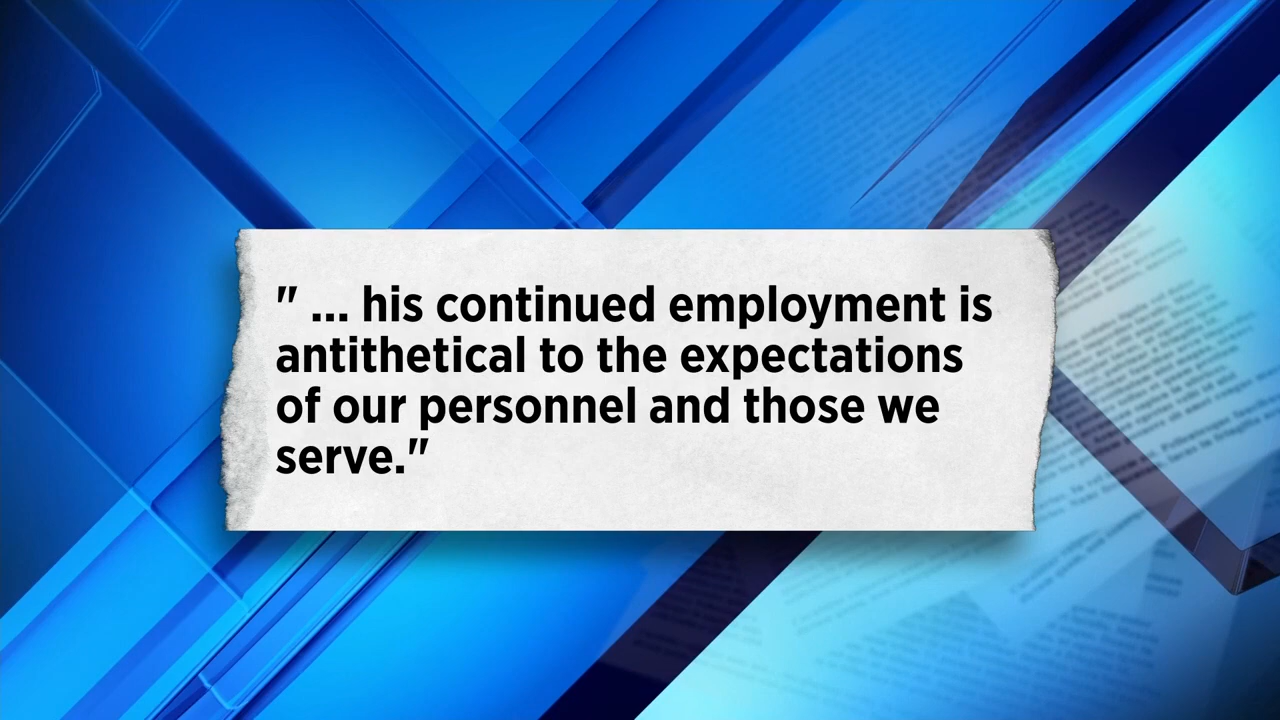 " ... his continued employment is
antithetical to the expectations
of our personnel and those we
serve."